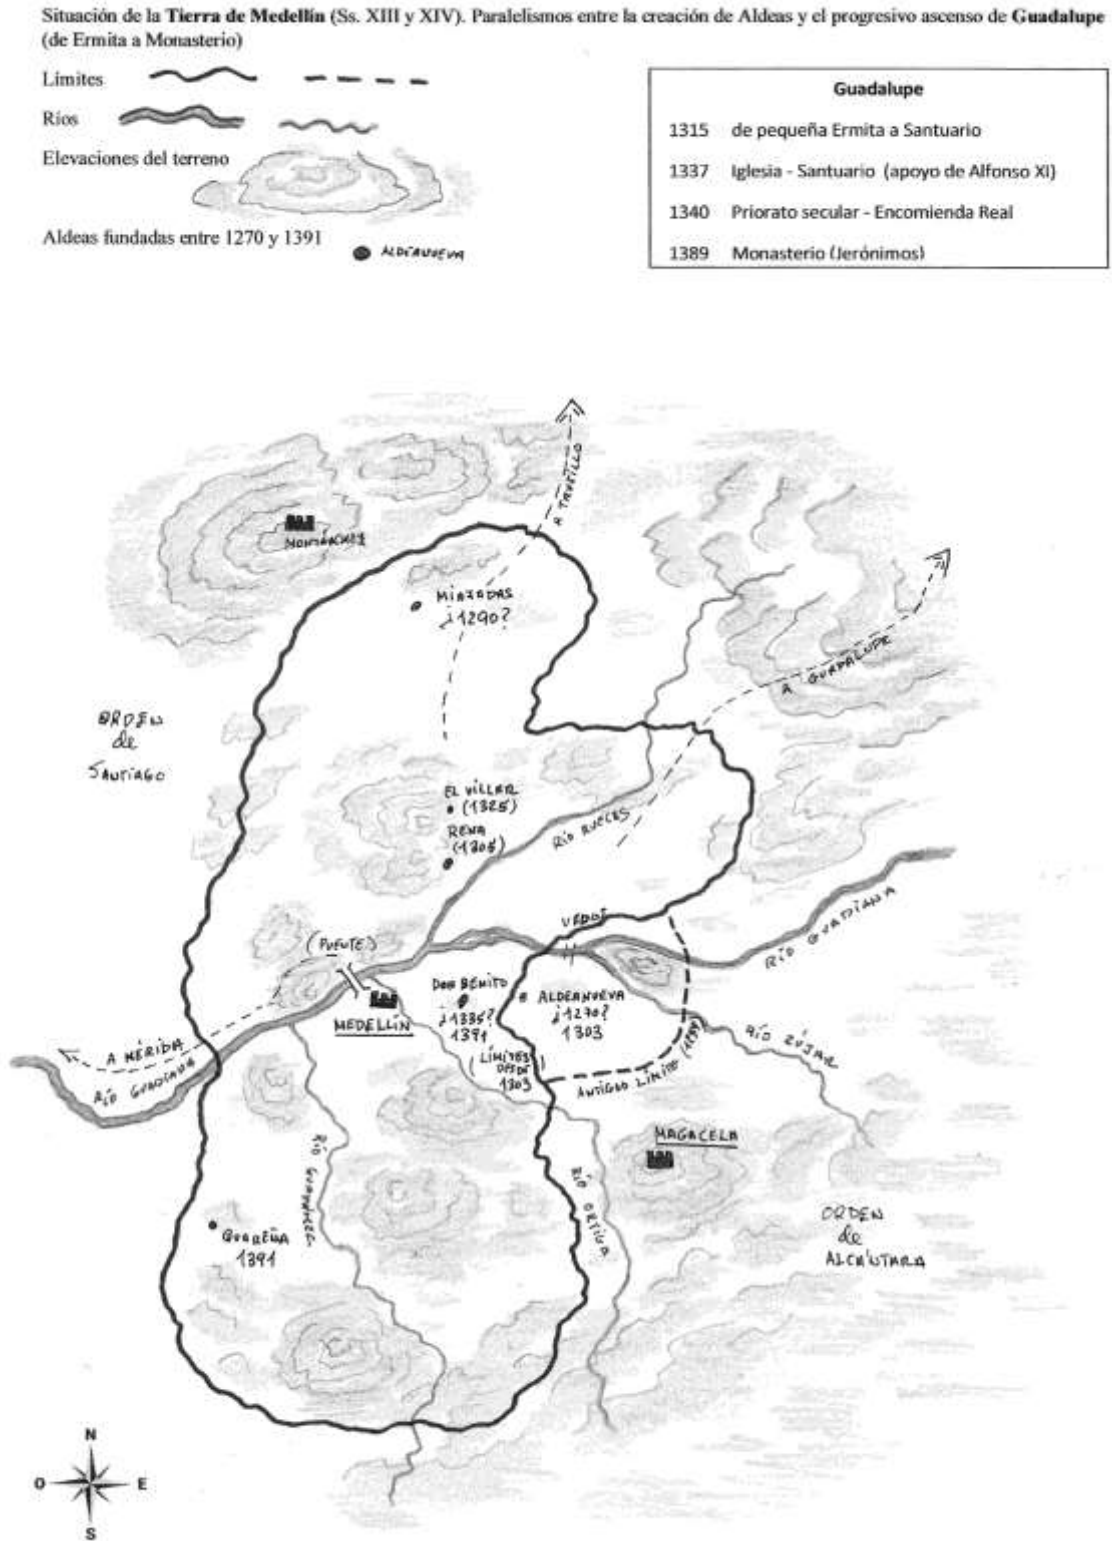 Situación de la Tierra de Medellín (Ss. XIII y XIV). Paralelismos entre la creación de Aldeas y el progresivo ascenso de Guadalupe
(de Ermita a Monasterio)
Límites
Ríos
Elevaciones del terreno
Aldeas fundadas entre 1270 y 1391
ALDEANUEVA
Guadalupe
1315 de pequeña Ermita a Santuario
1337 Iglesia - Santuario (apoyo de Alfonso XI)
1340 Priorato secular - Encomienda Real
1389 Monasterio (Jerónimos)
A TRUJILLO
MONTÁNCHEZ
MIAJADAS
¿1290?
A GUADALUPE
ORDEN
de
SANTIAGO
EL VILLAR
(1325)
RENA
(1305)
RÍO RUECAS
VADO
RÍO GUADIANA
(PUENTE)
DON BENITO
¿1335?
1391
ALDEANUEVA
¿1270?
1303
MEDELLÍN
(LÍMITES
DESDE
1303)
A MÉRIDA
RÍO GUADIANA
RÍO ZÚJAR
ANTIGUO LÍMITE
MAGACELA
RÍO ORTIGA
ORDEN
de
ALCÁNTARA
GUAREÑA
1391
N
O
E
S